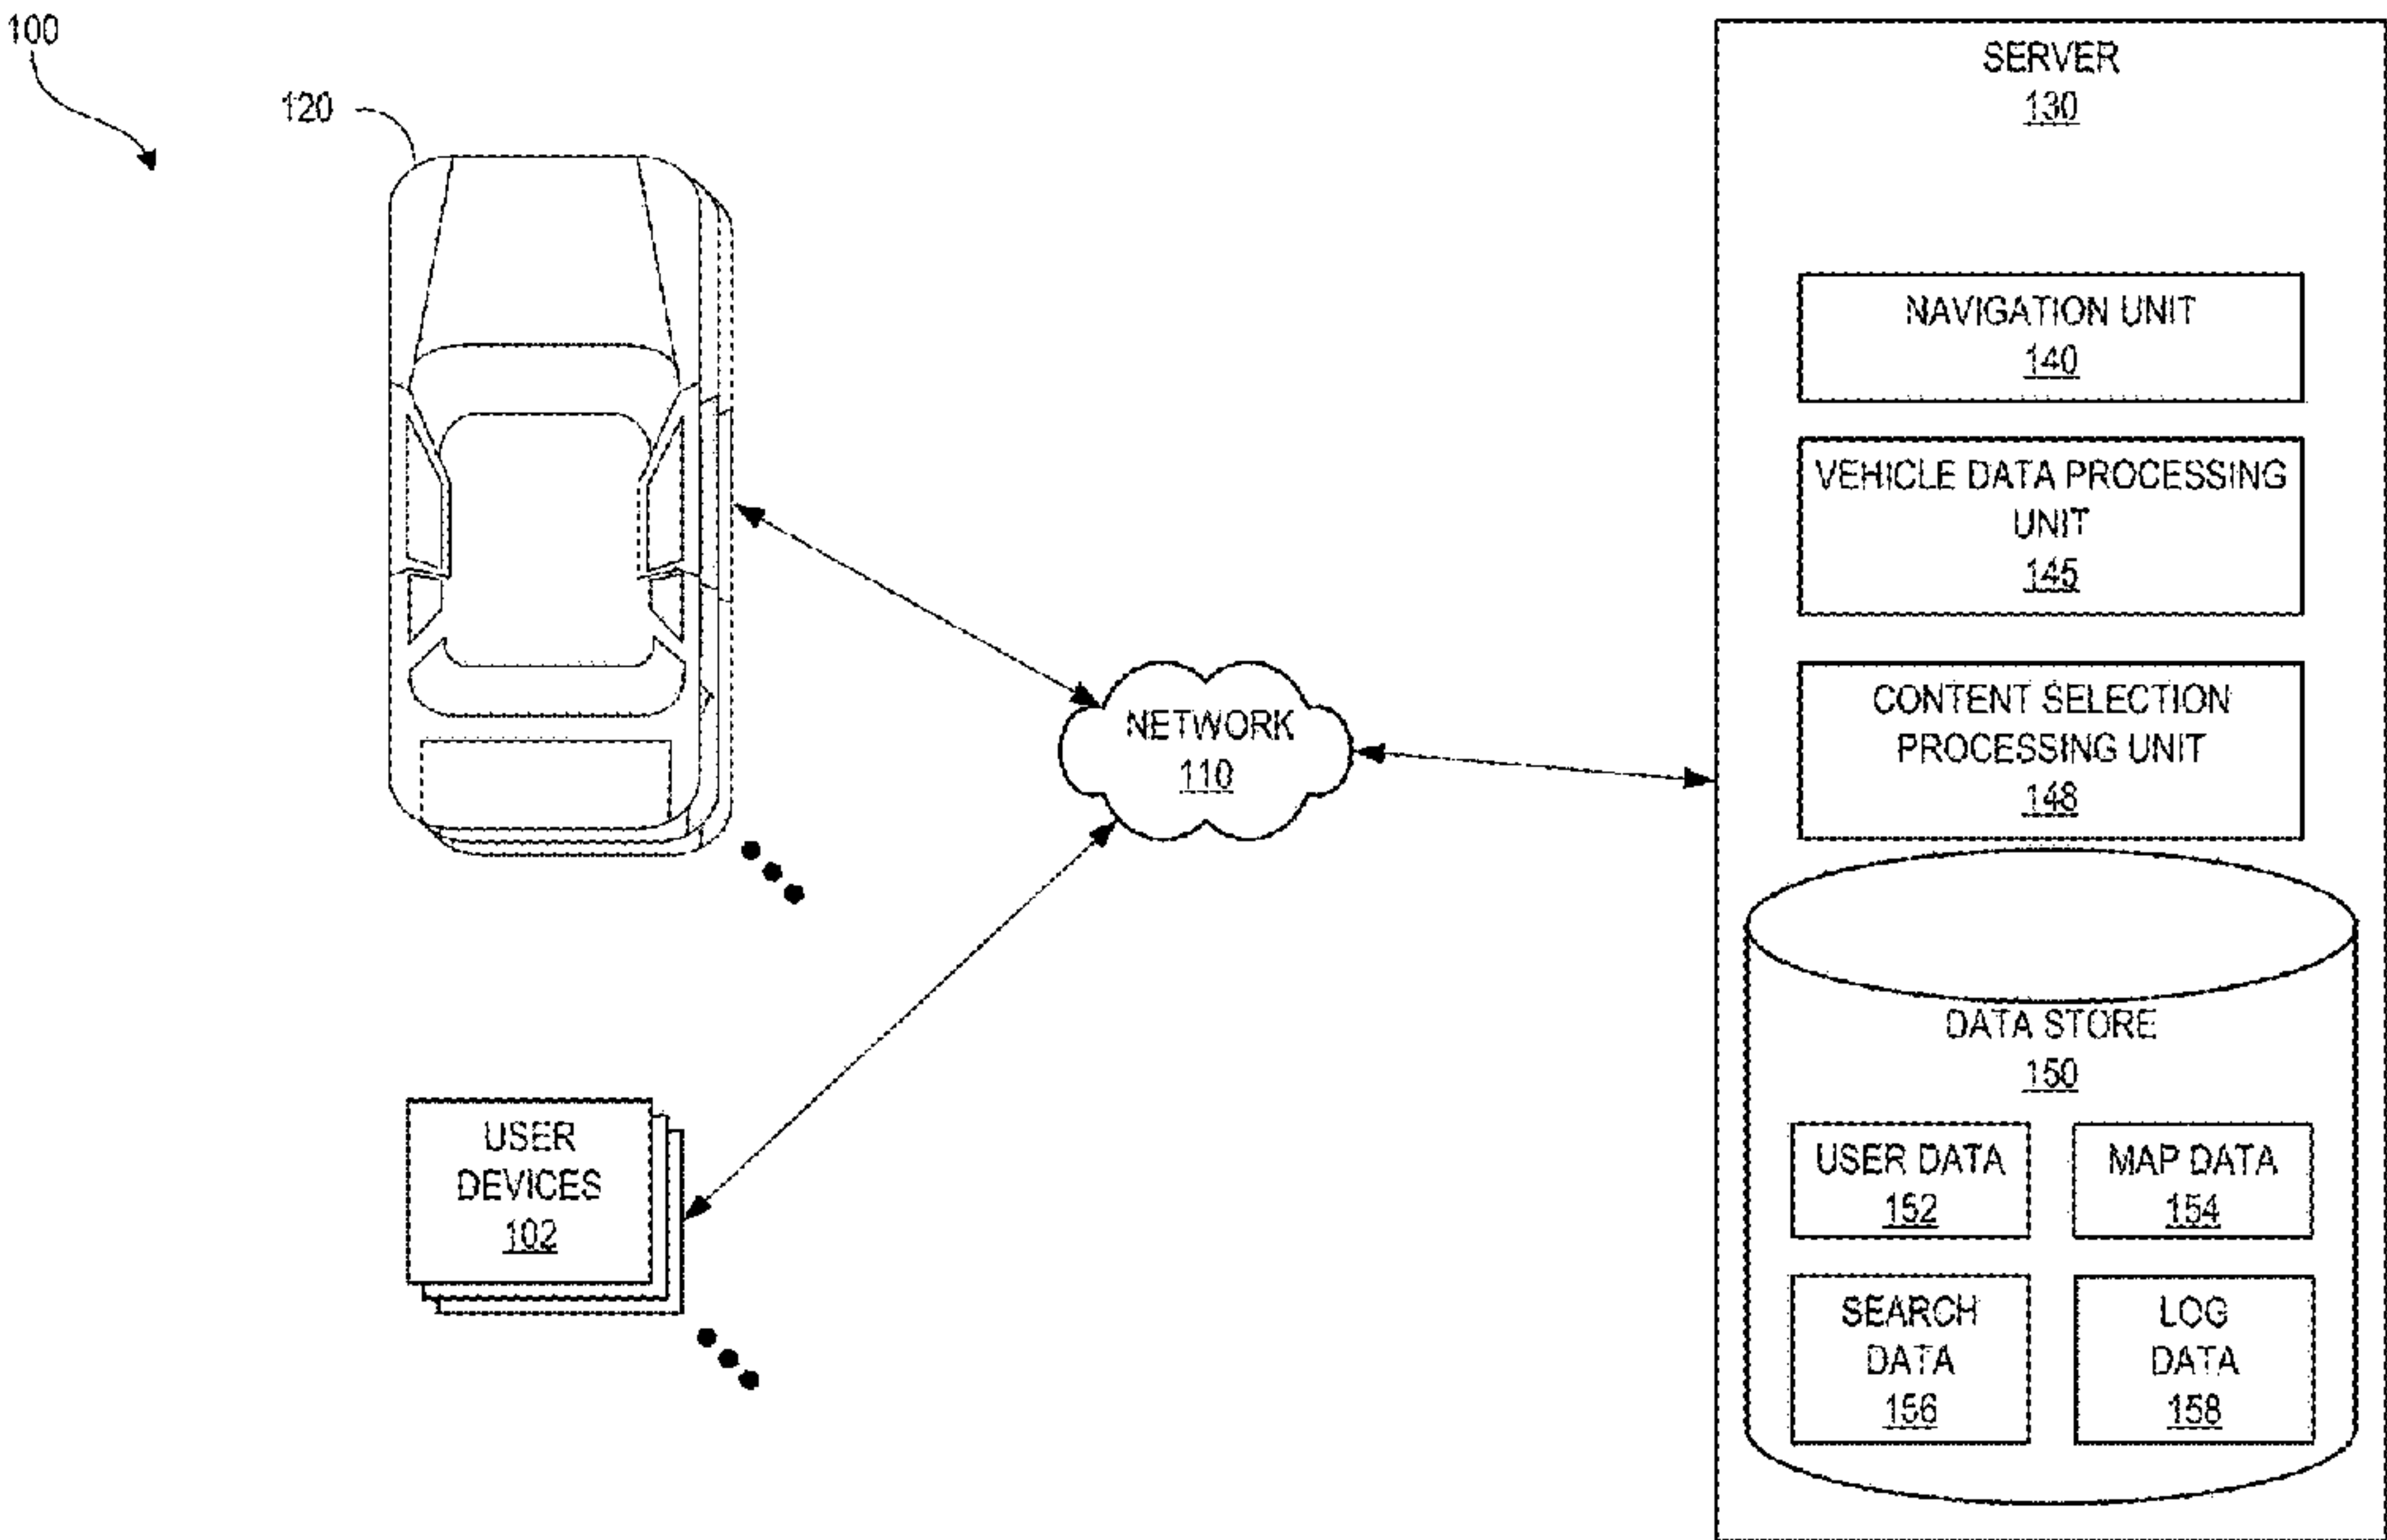 100
120
SERVER
130
NAVIGATION UNIT
140
VEHICLE DATA PROCESSING
UNIT
145
CONTENT SELECTION
PROCESSING UNIT
148
NETWORK
110
DATA STORE
150
USER
DEVICES
102
USER DATA
152
MAP DATA
154
SEARCH
DATA
156
LOG
DATA
158